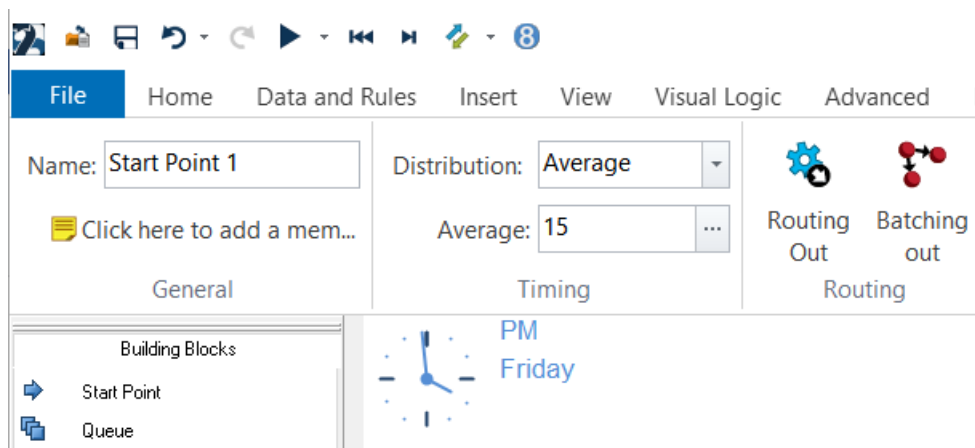 8
File Home Data and Rules Insert View Visual Logic Advanced
Name: Start Point 1
Distribution: Average
Click here to add a mem...
Average: 15 ...
Routing Out
Batching out
General
Timing
Routing
Building Blocks
Start Point
Queue
PM
Friday